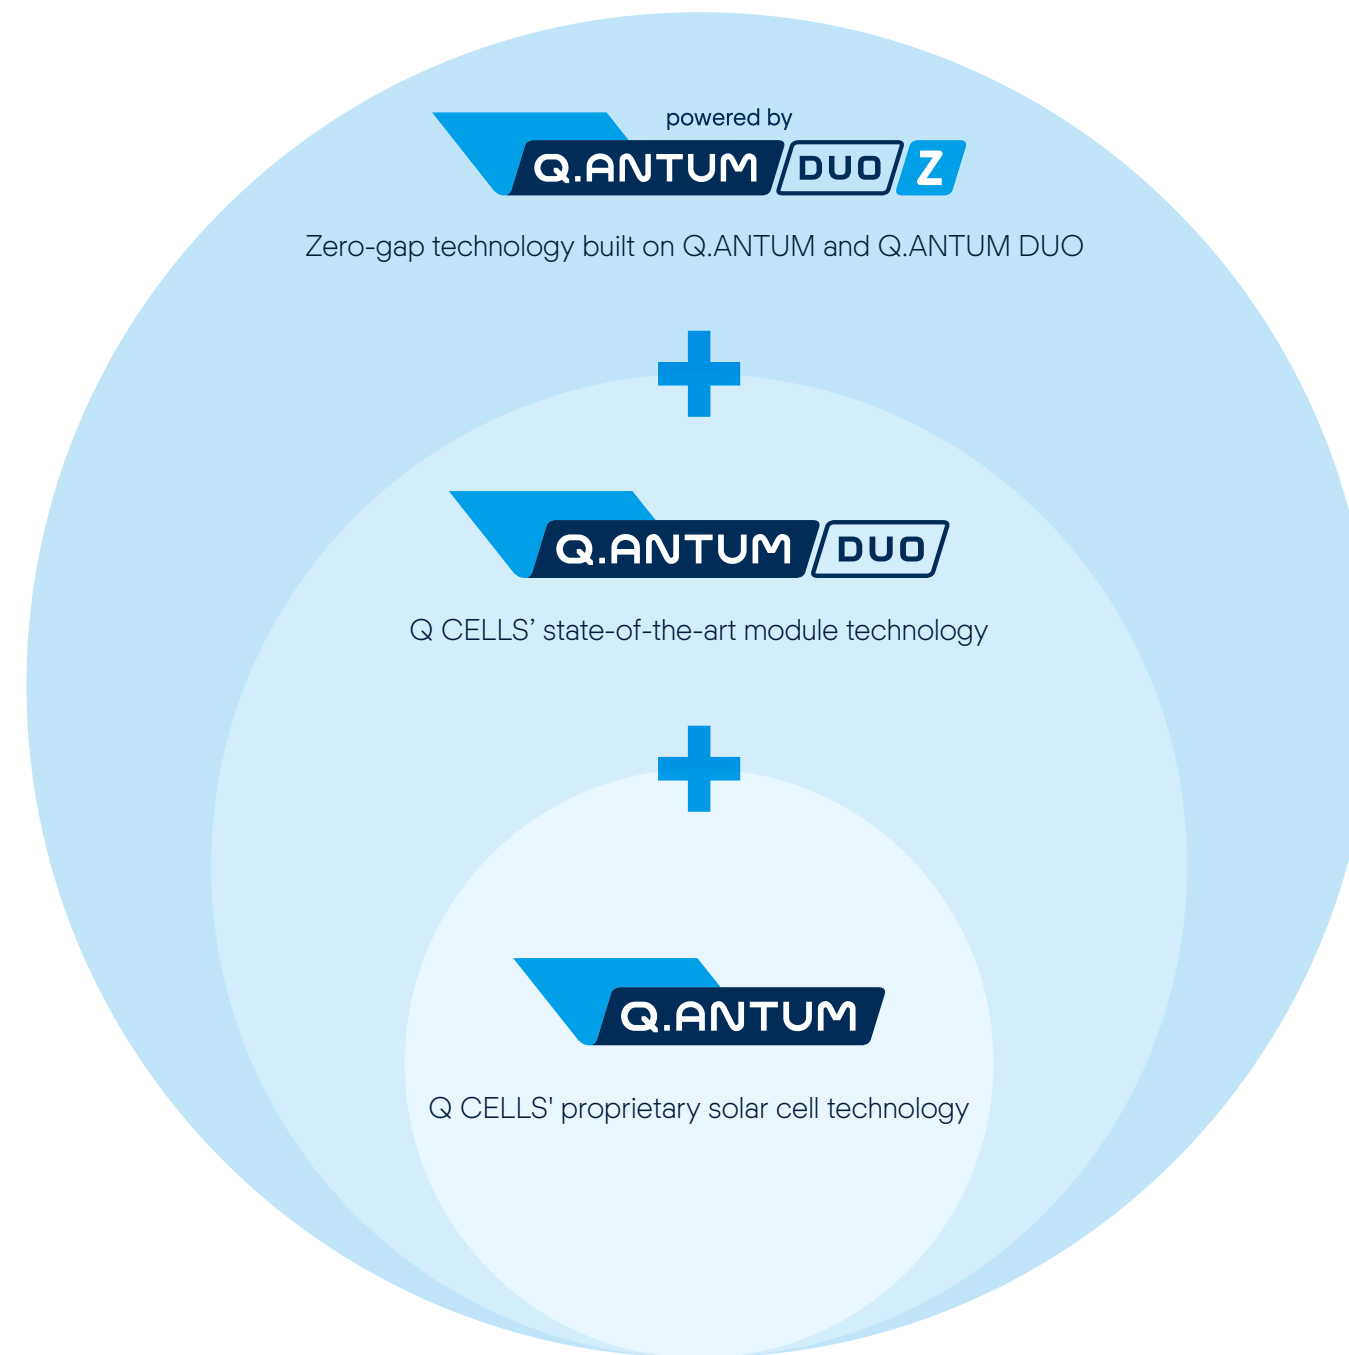 powered by
Q.ANTUM DUO Z
Zero-gap technology built on Q.ANTUM and Q.ANTUM DUO
Q.ANTUM DUO
Q CELLS’ state-of-the-art module technology
Q.ANTUM
Q CELLS' proprietary solar cell technology